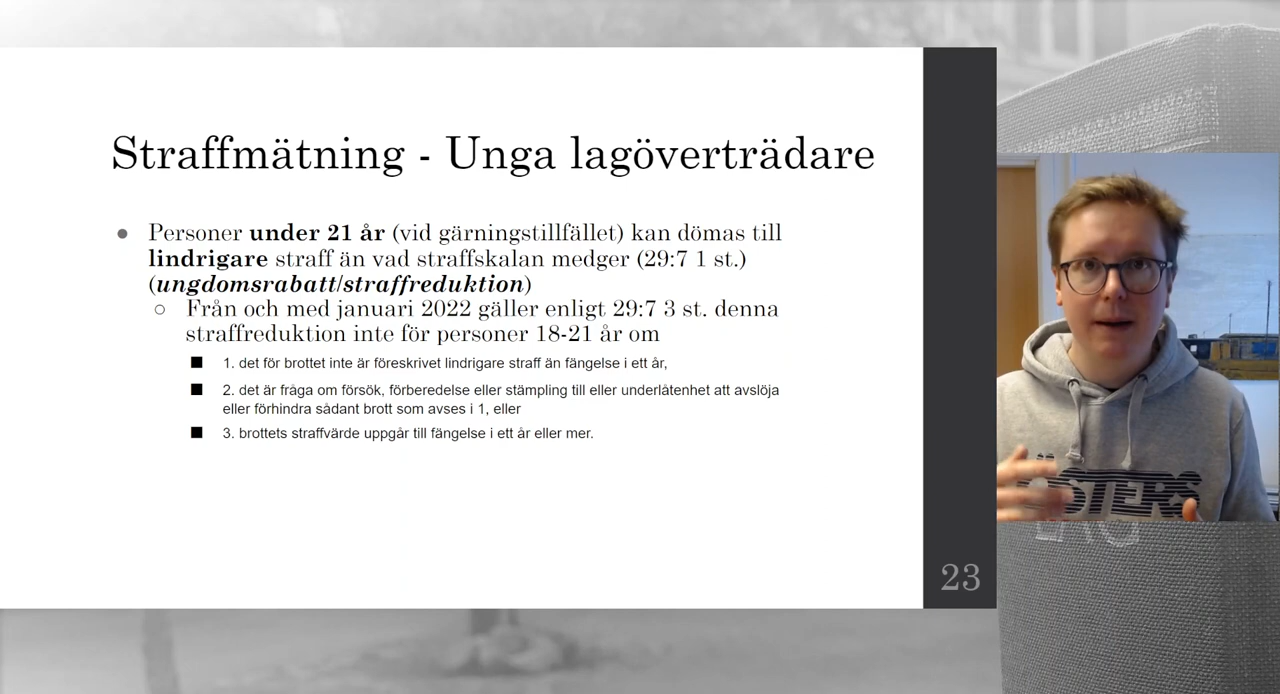 Straffmätning - Unga lagöverträdare
● Personer under 21 år (vid gärningstillfället) kan dömas till
lindrigare straff än vad straffskalan medger (29:7 1 st.)
(ungdomsrabatt/straffreduktion)
○ Från och med januari 2022 gäller enligt 29:7 3 st. denna
straffreduktion inte för personer 18-21 år om
■ 1. det för brottet inte är föreskrivet lindrigare straff än fängelse i ett år,
■ 2. det är fråga om försök, förberedelse eller stämpling till eller underlåtenhet att avslöja
eller förhindra sådant brott som avses i 1, eller
■ 3. brottets straffvärde uppgår till fängelse i ett år eller mer.
23